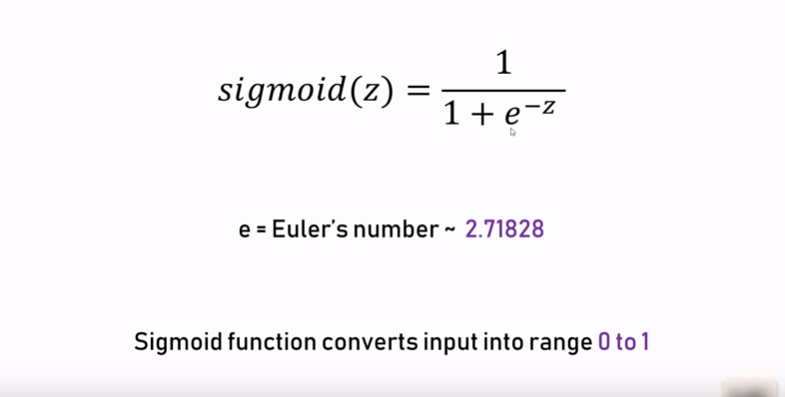 sigmoid(z) = 1 / (1 + e^−z)
e = Euler's number ~ 2.71828
Sigmoid function converts input into range 0 to 1